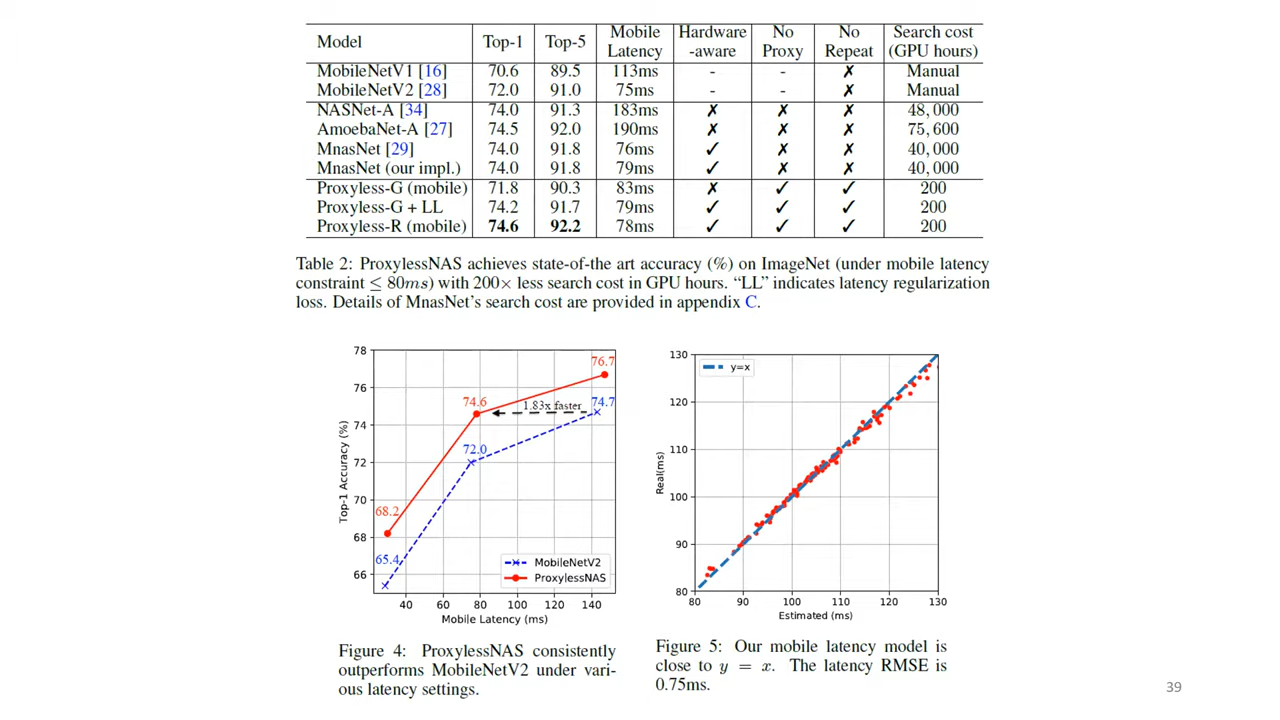 Model Top-1 Top-5 Mobile Latency Hardware -aware No Proxy No Repeat Search cost (GPU hours)
MobileNetV1 [16] 70.6 89.5 113ms - - ✗ Manual
MobileNetV2 [28] 72.0 91.0 75ms - - ✗ Manual
NASNet-A [34] 74.0 91.3 183ms ✗ ✗ ✗ 48,000
AmoebaNet-A [27] 74.5 92.0 190ms ✗ ✗ ✗ 75,600
MnasNet [29] 74.0 91.8 76ms ✓ ✗ ✗ 40,000
MnasNet (our impl.) 74.0 91.8 79ms ✓ ✗ ✗ 40,000
Proxyless-G (mobile) 71.8 90.3 83ms ✗ ✓ ✓ 200
Proxyless-G + LL 74.2 91.7 79ms ✓ ✓ ✓ 200
Proxyless-R (mobile) 74.6 92.2 78ms ✓ ✓ ✓ 200
Table 2: ProxylessNAS achieves state-of-the art accuracy (%) on ImageNet (under mobile latency
constraint ≤ 80ms) with 200× less search cost in GPU hours. “LL” indicates latency regularization
loss. Details of MnasNet’s search cost are provided in appendix C.
78
76
74
72
70
68
66
Top-1 Accuracy (%)
76.7
74.6
1.83x faster
74.7
72.0
68.2
65.4
MobileNetV2
ProxylessNAS
40 60 80 100 120 140
Mobile Latency (ms)
Figure 4: ProxylessNAS consistently
outperforms MobileNetV2 under vari-
ous latency settings.
130
120
110
100
90
80
Real(ms)
y=x
80 90 100 110 120 130
Estimated (ms)
Figure 5: Our mobile latency model is
close to y = x. The latency RMSE is
0.75ms.
39